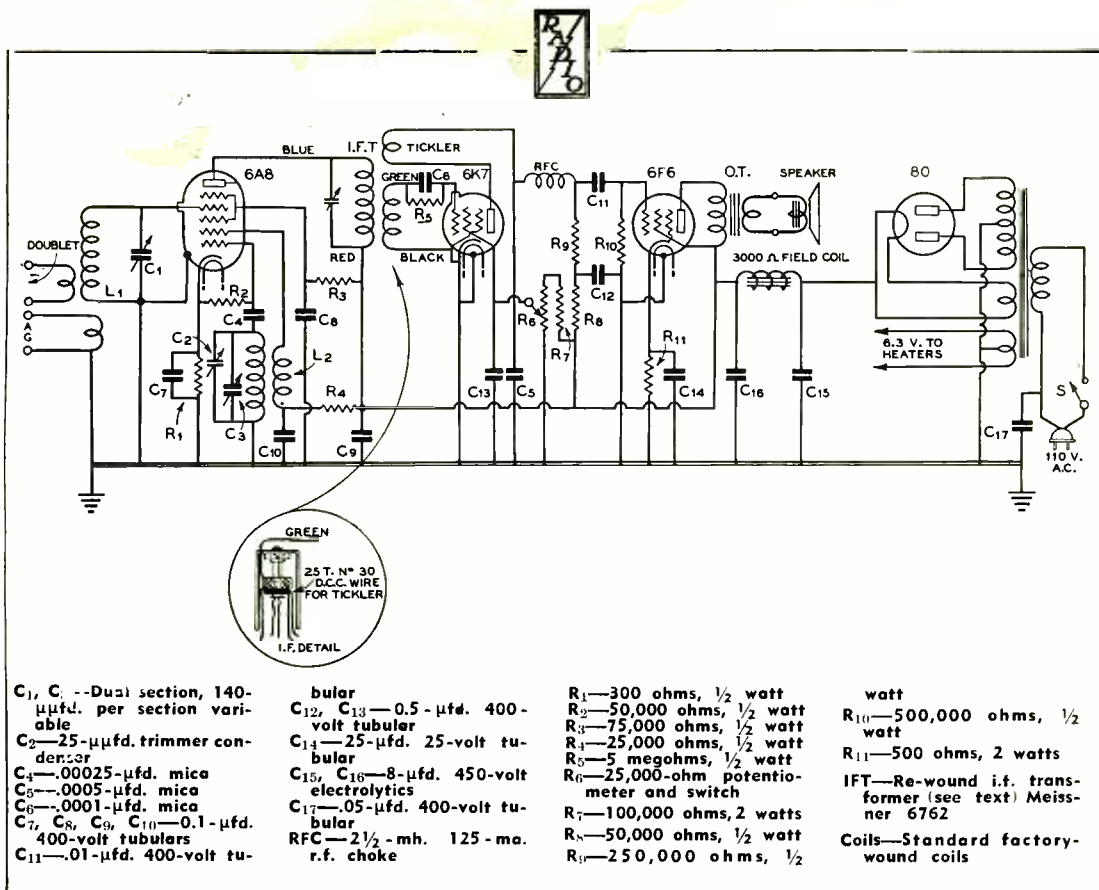 RADIO
BLUE
I.F.T
TICKLER
6A8
GREEN
C6
6K7
RFC
6F6
O.T.
SPEAKER
80
DOUBLET
C1
L1
A
G
R5
C11
R9
R10
RED
BLACK
3000 Ω FIELD COIL
R2
R3
C12
C4
C8
R6
R8
R7
R11
C2
L2
6.3 V. TO
HEATERS
C7
R4
C13
C5
C14
C16
C15
S
R1
C3
C10
C9
C17
110 V.
A.C.
GREEN
25 T. Nº 30
D.C.C. WIRE
FOR TICKLER
I.F. DETAIL
C1, C --Dual section, 140-
μμfd. per section vari-
able
C2—25-μμfd. trimmer con-
denser
C4—.00025-μfd. mica
C5—.0005-μfd. mica
C6—.0001-μfd. mica
C7, C8, C9, C10—0.1-μfd.
400-volt tubulars
C11—.01-μfd. 400-volt tu-
bular
C12, C13—0.5-μfd. 400-
volt tubular
C14—25-μfd. 25-volt tu-
bular
C15, C16—8-μfd. 450-volt
electrolytics
C17—.05-μfd. 400-volt tu-
bular
RFC—2½-mh. 125-ma.
r.f. choke
R1—300 ohms, ½ watt
R2—50,000 ohms, ½ watt
R3—75,000 ohms, ½ watt
R4—25,000 ohms, ½ watt
R5—5 megohms, ½ watt
R6—25,000-ohm potentio-
meter and switch
R7—100,000 ohms, 2 watts
R8—50,000 ohms, ½ watt
R9—250,000 ohms, ½
watt
R10—500,000 ohms, ½
watt
R11—500 ohms, 2 watts
IFT—Re-wound i.f. trans-
former (see text) Meiss-
ner 6762
Coils—Standard factory-
wound coils